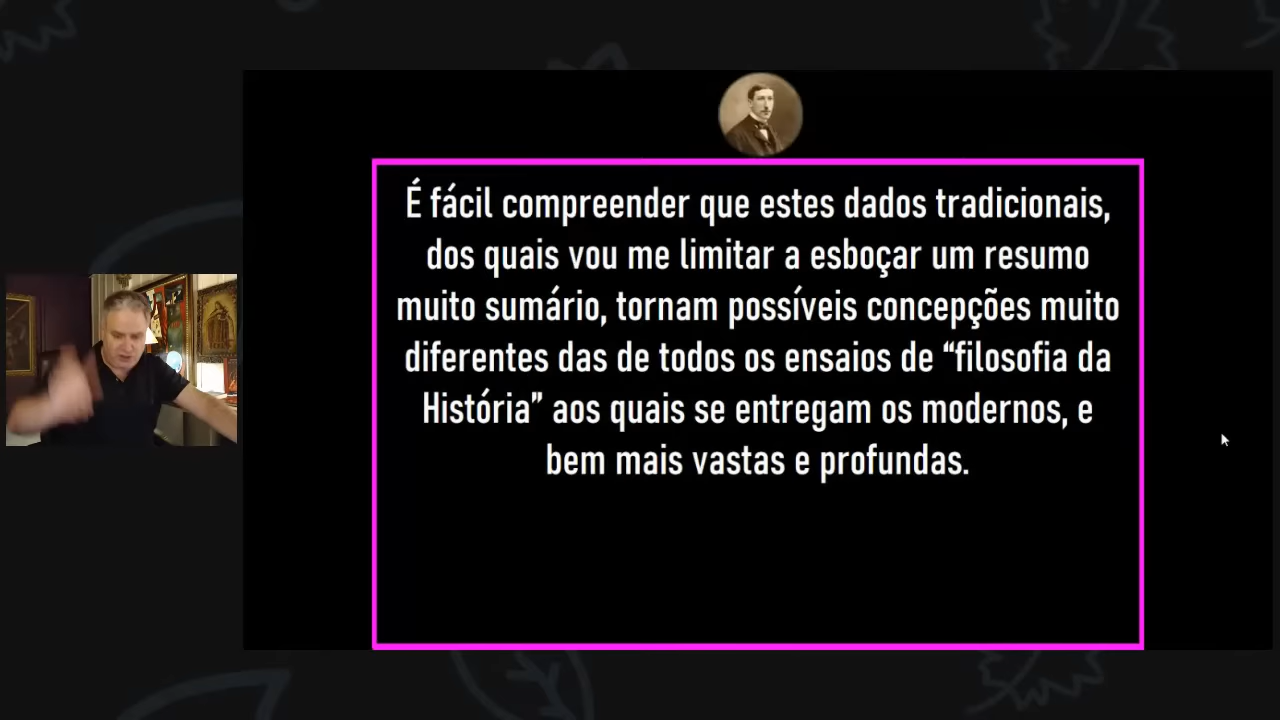 É fácil compreender que estes dados tradicionais,
dos quais vou me limitar a esboçar um resumo
muito sumário, tornam possíveis concepções muito
diferentes das de todos os ensaios de “filosofia da
História” aos quais se entregam os modernos, e
bem mais vastas e profundas.